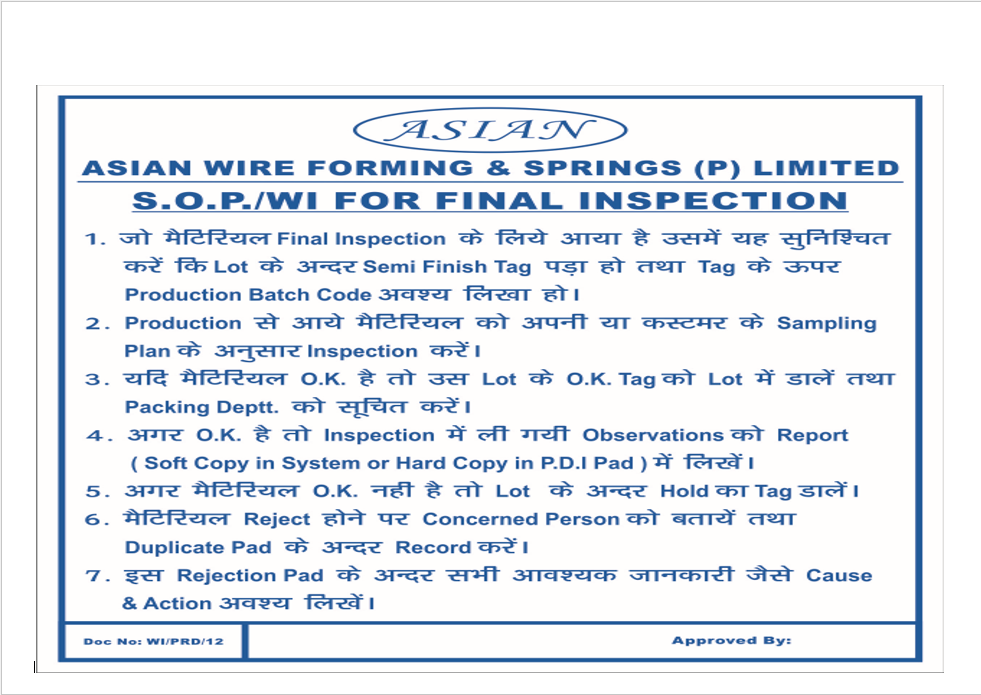 ASIAN
ASIAN WIRE FORMING & SPRINGS (P) LIMITED
S.O.P./WI FOR FINAL INSPECTION
1. जो मैटिरियल Final Inspection के लिये आया है उसमें यह सुनिश्चित
करें कि Lot के अन्दर Semi Finish Tag पड़ा हो तथा Tag के ऊपर
Production Batch Code अवश्य लिखा हो।
2. Production से आये मैटिरियल को अपनी या कस्टमर के Sampling
Plan के अनुसार Inspection करें।
3. यदि मैटिरियल O.K. है तो उस Lot के O.K. Tag को Lot में डालें तथा
Packing Deptt. को सूचित करें।
4. अगर O.K. है तो Inspection में ली गयी Observations को Report
( Soft Copy in System or Hard Copy in P.D.I Pad ) में लिखें।
5. अगर मैटिरियल O.K. नही है तो Lot के अन्दर Hold का Tag डालें।
6. मैटिरियल Reject होने पर Concerned Person को बतायें तथा
Duplicate Pad के अन्दर Record करें।
7. इस Rejection Pad के अन्दर सभी आवश्यक जानकारी जैसे Cause
& Action अवश्य लिखें।
Doc No: WI/PRD/12
Approved By: